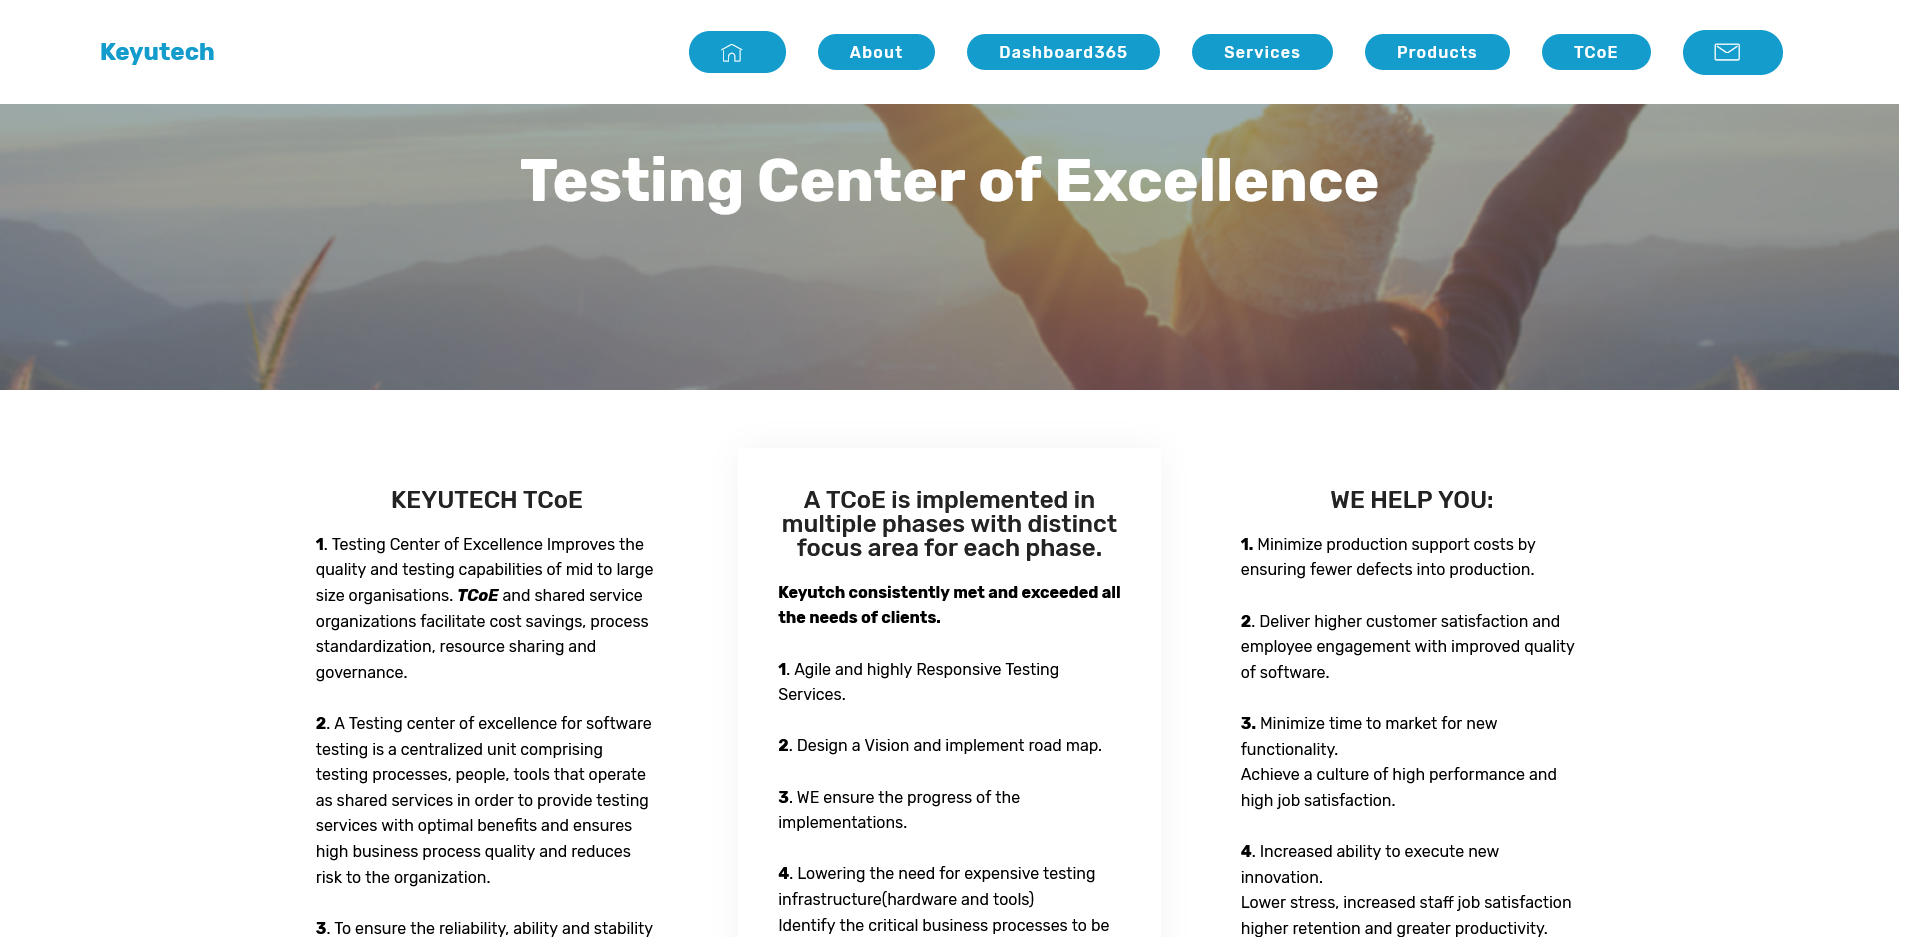 Keyutech
About
Dashboard365
Services
Products
TCoE
Testing Center of Excellence
KEYUTECH TCoE
1. Testing Center of Excellence Improves the
quality and testing capabilities of mid to large
size organisations. TCoE and shared service
organizations facilitate cost savings, process
standardization, resource sharing and
governance.
2. A Testing center of excellence for software
testing is a centralized unit comprising
testing processes, people, tools that operate
as shared services in order to provide testing
services with optimal benefits and ensures
high business process quality and reduces
risk to the organization.
3. To ensure the reliability, ability and stability
A TCoE is implemented in
multiple phases with distinct
focus area for each phase.
Keyutch consistently met and exceeded all
the needs of clients.
1. Agile and highly Responsive Testing
Services.
2. Design a Vision and implement road map.
3. WE ensure the progress of the
implementations.
4. Lowering the need for expensive testing
infrastructure(hardware and tools)
Identify the critical business processes to be
WE HELP YOU:
1. Minimize production support costs by
ensuring fewer defects into production.
2. Deliver higher customer satisfaction and
employee engagement with improved quality
of software.
3. Minimize time to market for new
functionality.
Achieve a culture of high performance and
high job satisfaction.
4. Increased ability to execute new
innovation.
Lower stress, increased staff job satisfaction
higher retention and greater productivity.